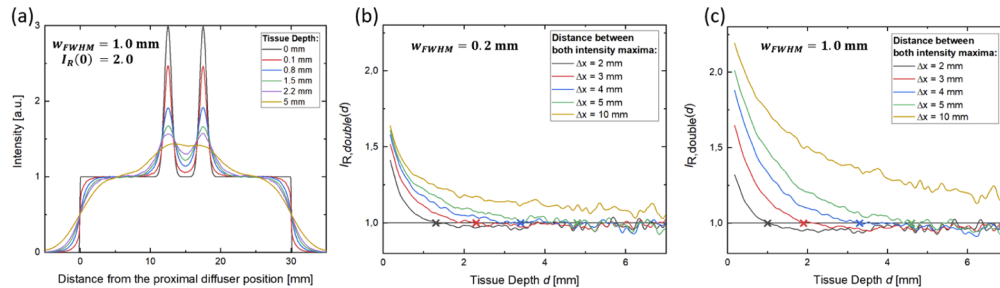 (a)
w_FWHM = 1.0 mm
I_R(0) = 2.0
Tissue Depth:
0 mm
0.1 mm
0.8 mm
1.5 mm
2.2 mm
5 mm
Intensity [a.u.]
3
2
1
0
0 5 10 15 20 25 30 35
Distance from the proximal diffuser position [mm]
(b)
w_FWHM = 0.2 mm
Distance between
both intensity maxima:
Δx = 2 mm
Δx = 3 mm
Δx = 4 mm
Δx = 5 mm
Δx = 10 mm
I_R,double(d)
2,0
1.5
1.0
0 2 4 6
Tissue Depth d [mm]
(c)
w_FWHM = 1.0 mm
Distance between
both intensity maxima:
Δx = 2 mm
Δx = 3 mm
Δx = 4 mm
Δx = 5 mm
Δx = 10 mm
I_R,double(d)
2.0
1.5
1.0
0 2 4 6
Tissue Depth d [mm]